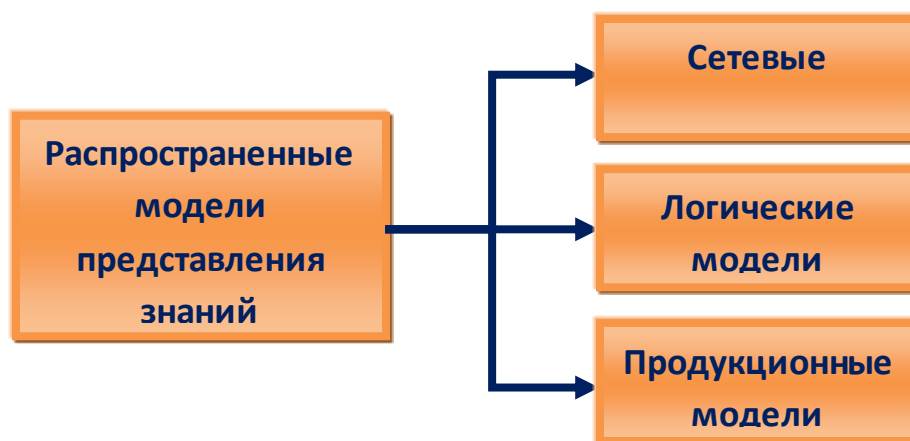 Распространенные
модели
представления
знаний
Сетевые
Логические
модели
Продукционные
модели